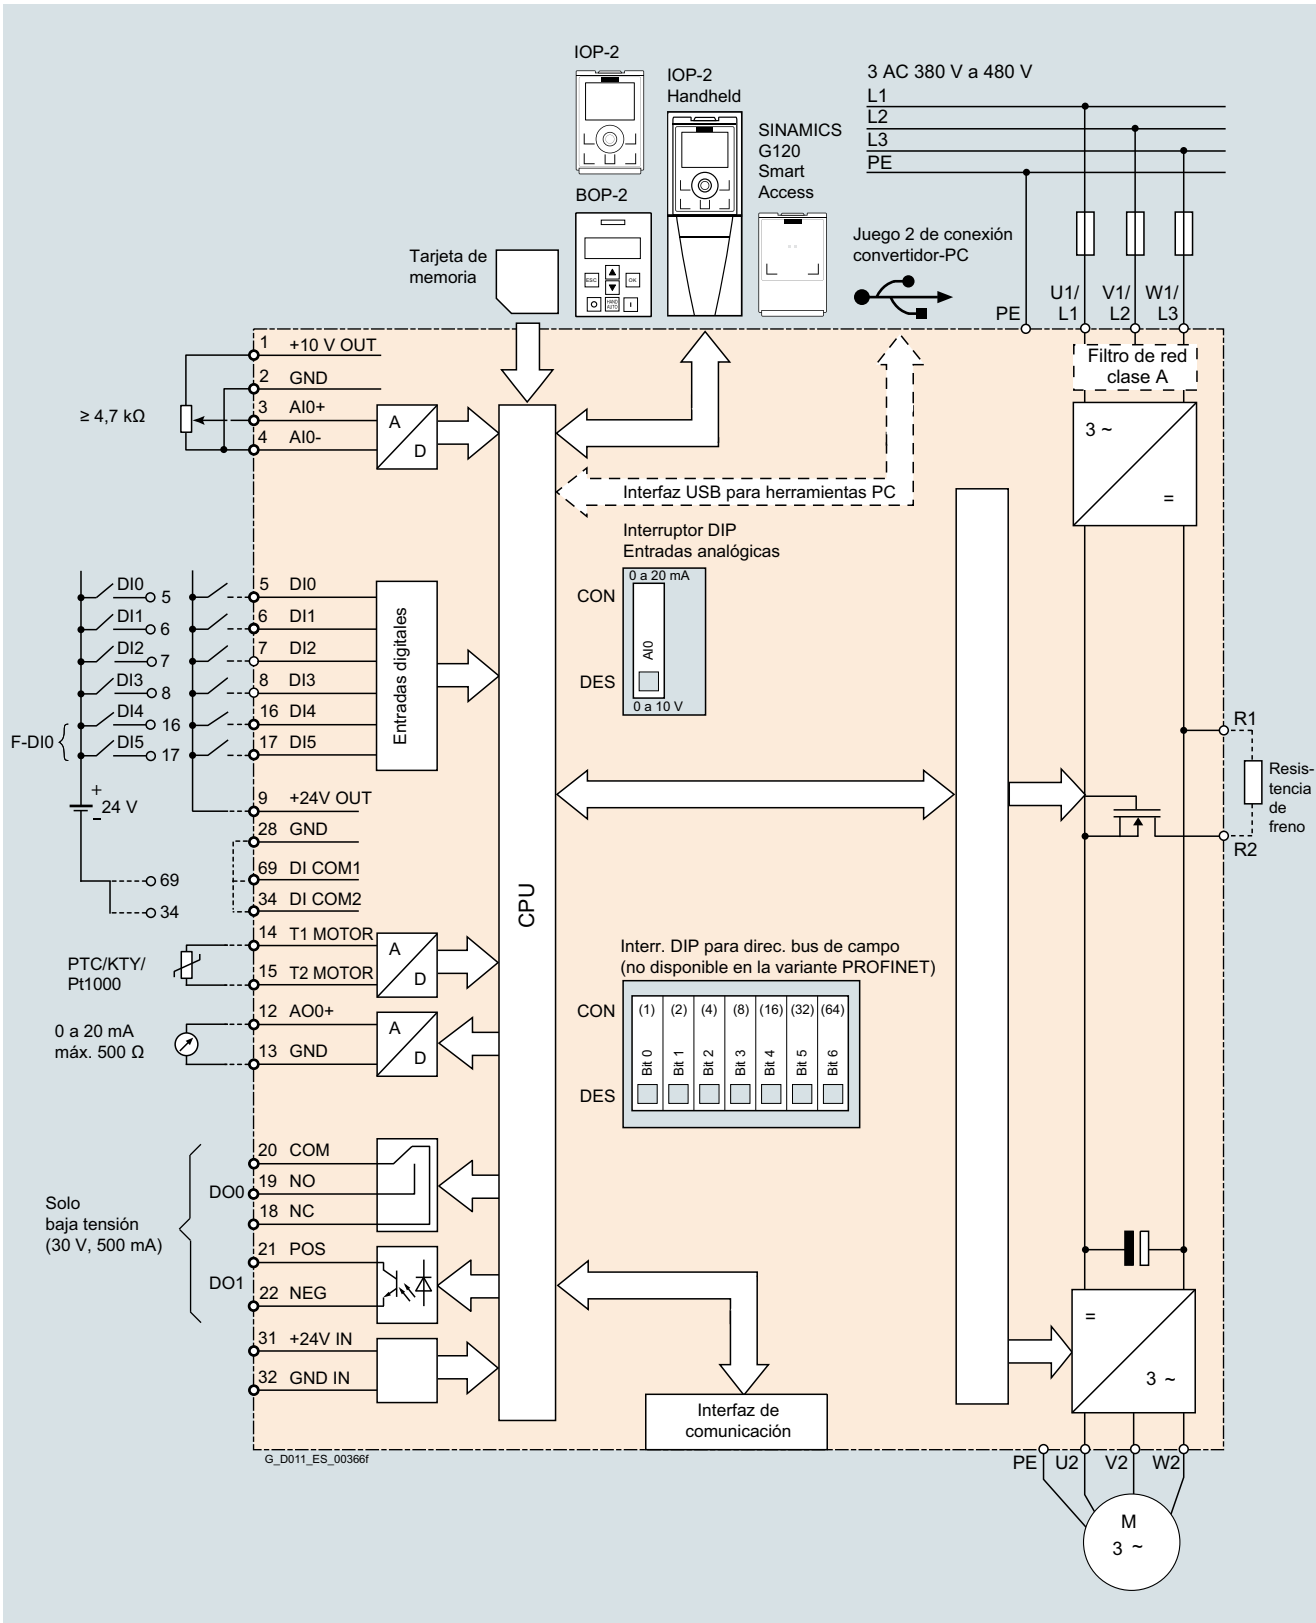 IOP-2
IOP-2
Handheld
SINAMICS
G120
Smart
Access
BOP-2
ESC
OK
HAND
AUTO
I
Tarjeta de
memoria
Juego 2 de conexión
convertidor-PC
3 AC 380 V a 480 V
L1
L2
L3
PE
PE
U1/
L1
V1/
L2
W1/
L3
Filtro de red
clase A
3 ~
=
1 +10 V OUT
2 GND
3 AI0+
4 AI0-
≥ 4,7 kΩ
A
D
Interfaz USB para herramientas PC
Interruptor DIP
Entradas analógicas
0 a 20 mA
CON
AI0
DES
0 a 10 V
DI0 5
DI1 6
DI2 7
DI3 8
DI4 16
DI5 17
F-DI0
+
24 V
–
69
34
5 DI0
6 DI1
7 DI2
8 DI3
16 DI4
17 DI5
Entradas digitales
9 +24V OUT
28 GND
69 DI COM1
34 DI COM2
CPU
R1
Resis-
tencia
de
freno
R2
14 T1 MOTOR
15 T2 MOTOR
PTC/KTY/
Pt1000
A
D
12 AO0+
13 GND
0 a 20 mA
máx. 500 Ω
A
D
Interr. DIP para direc. bus de campo
(no disponible en la variante PROFINET)
CON
(1) (2) (4) (8) (16) (32) (64)
Bit 0 Bit 1 Bit 2 Bit 3 Bit 4 Bit 5 Bit 6
DES
20 COM
19 NO
18 NC
DO0
21 POS
22 NEG
DO1
Solo
baja tensión
(30 V, 500 mA)
31 +24V IN
32 GND IN
Interfaz de
comunicación
=
3 ~
G_D011_ES_00366f
PE U2 V2 W2
M
3 ~